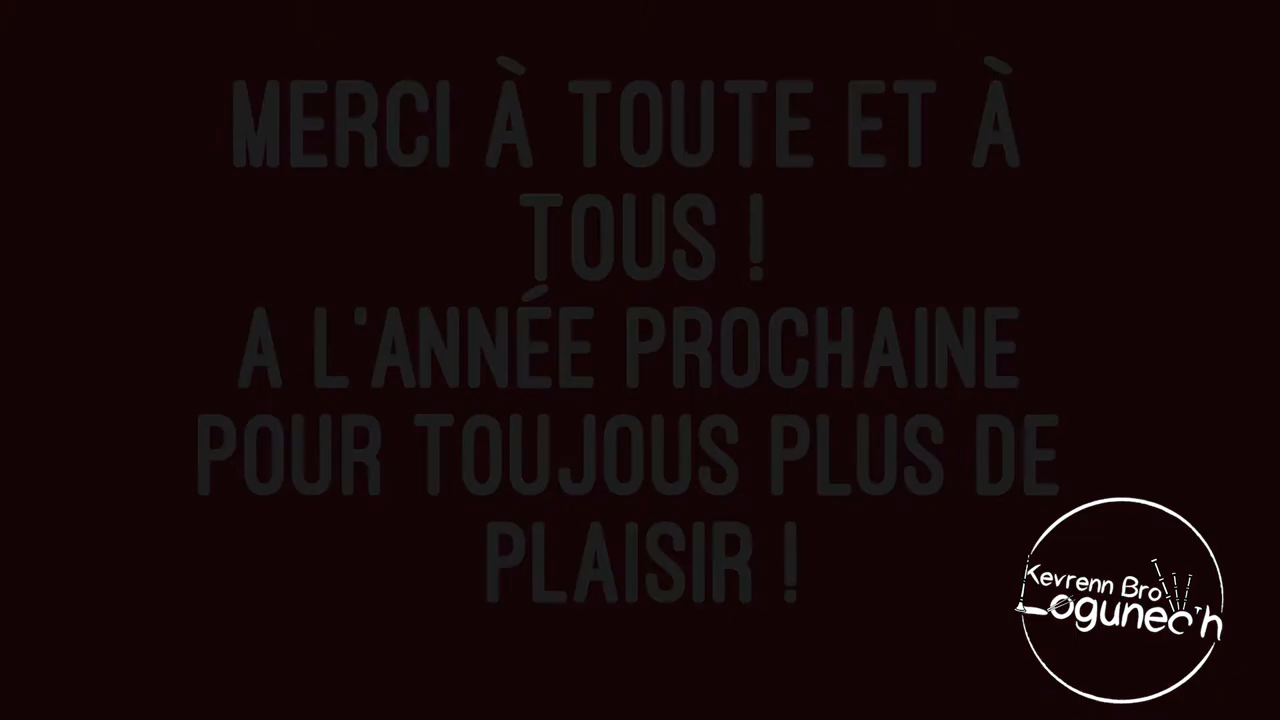 MERCI À TOUTE ET À
TOUS !
A L'ANNÉE PROCHAINE
POUR TOUJOUS PLUS DE
PLAISIR !
Kevrenn Bro
Logunec'h